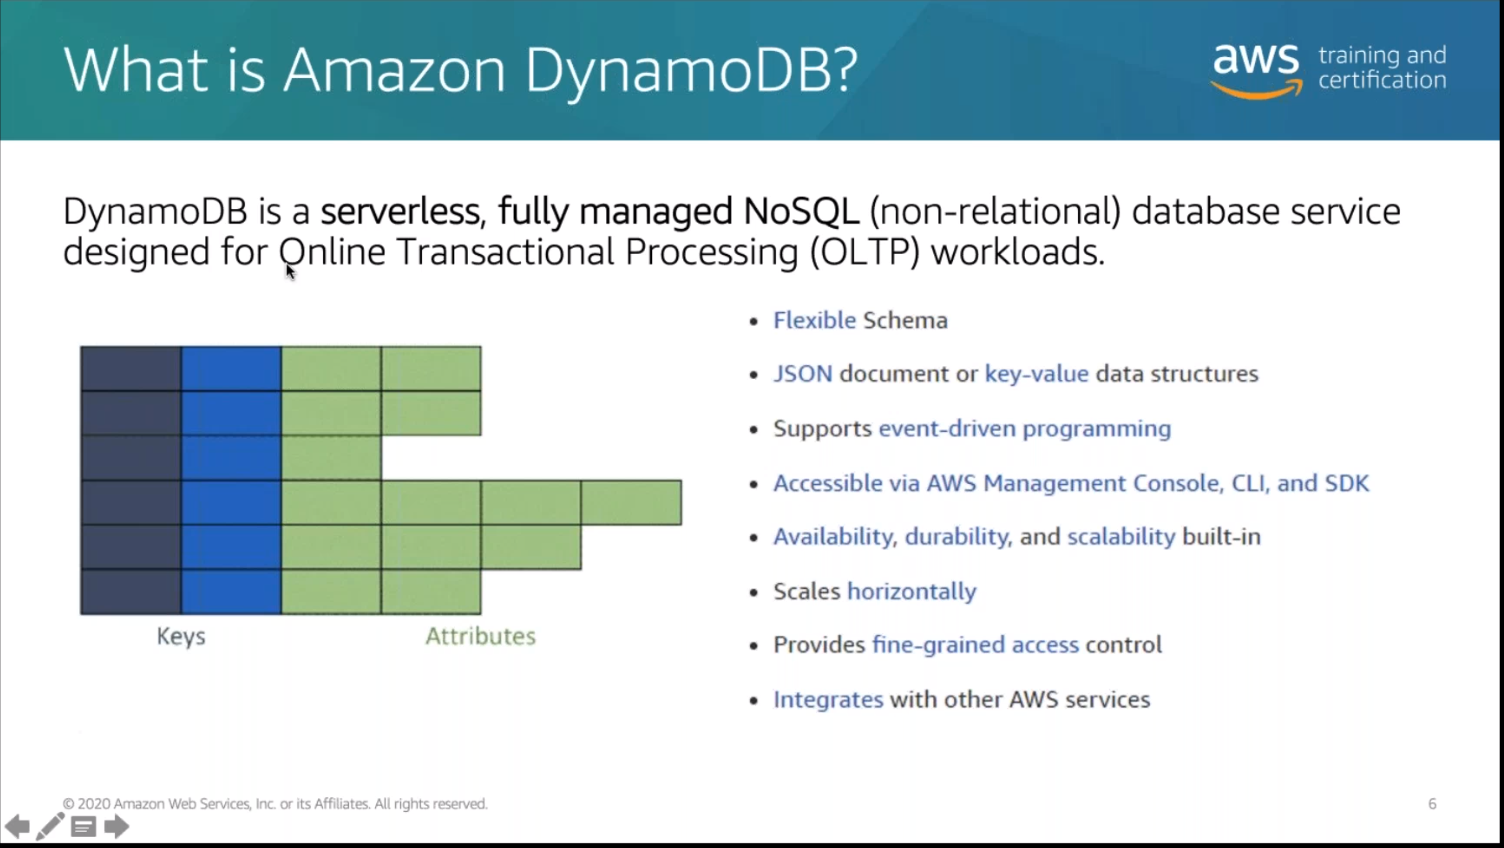 What is Amazon DynamoDB?
aws training and
certification
DynamoDB is a serverless, fully managed NoSQL (non-relational) database service
designed for Online Transactional Processing (OLTP) workloads.
Keys
Attributes
• Flexible Schema
• JSON document or key-value data structures
• Supports event-driven programming
• Accessible via AWS Management Console, CLI, and SDK
• Availability, durability, and scalability built-in
• Scales horizontally
• Provides fine-grained access control
• Integrates with other AWS services
© 2020 Amazon Web Services, Inc. or its Affiliates. All rights reserved.
6